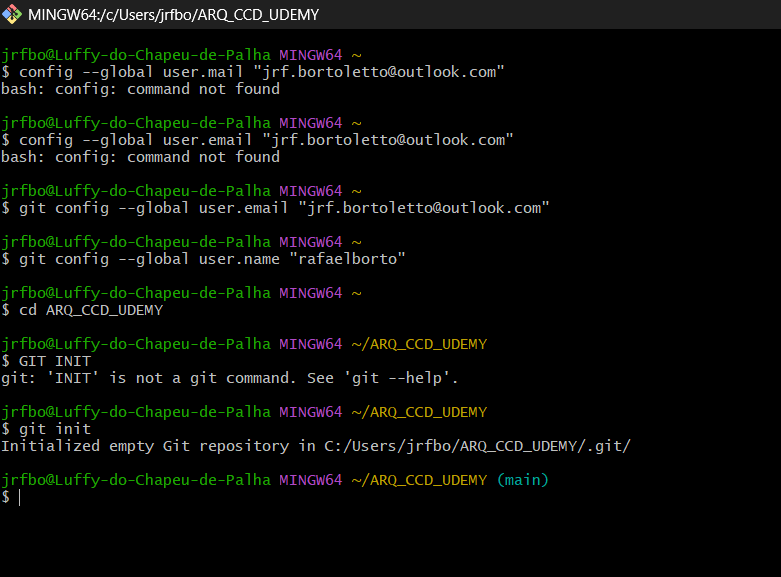 MINGW64:/c/Users/jrfbo/ARQ_CCD_UDEMY
jrfbo@Luffy-do-Chapeu-de-Palha MINGW64 ~
$ config --global user.mail "jrf.bortoletto@outlook.com"
bash: config: command not found
jrfbo@Luffy-do-Chapeu-de-Palha MINGW64 ~
$ config --global user.email "jrf.bortoletto@outlook.com"
bash: config: command not found
jrfbo@Luffy-do-Chapeu-de-Palha MINGW64 ~
$ git config --global user.email "jrf.bortoletto@outlook.com"
jrfbo@Luffy-do-Chapeu-de-Palha MINGW64 ~
$ git config --global user.name "rafaelborto"
jrfbo@Luffy-do-Chapeu-de-Palha MINGW64 ~
$ cd ARQ_CCD_UDEMY
jrfbo@Luffy-do-Chapeu-de-Palha MINGW64 ~/ARQ_CCD_UDEMY
$ GIT INIT
git: 'INIT' is not a git command. See 'git --help'.
jrfbo@Luffy-do-Chapeu-de-Palha MINGW64 ~/ARQ_CCD_UDEMY
$ git init
Initialized empty Git repository in C:/Users/jrfbo/ARQ_CCD_UDEMY/.git/
jrfbo@Luffy-do-Chapeu-de-Palha MINGW64 ~/ARQ_CCD_UDEMY (main)
$